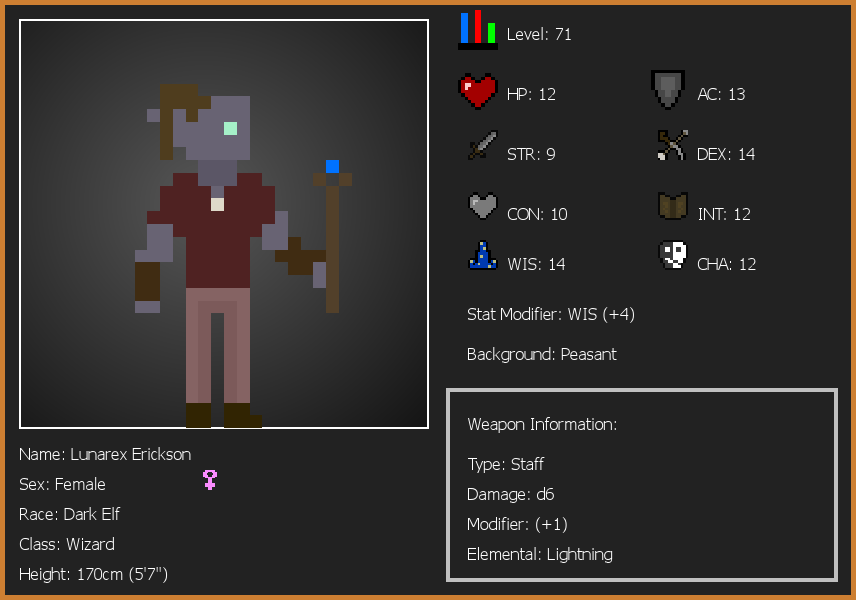 Level: 71
HP: 12
AC: 13
STR: 9
DEX: 14
CON: 10
INT: 12
WIS: 14
CHA: 12
Stat Modifier: WIS (+4)
Background: Peasant
Weapon Information:
Type: Staff
Damage: d6
Modifier: (+1)
Elemental: Lightning
Name: Lunarex Erickson
Sex: Female
Race: Dark Elf
Class: Wizard
Height: 170cm (5'7")